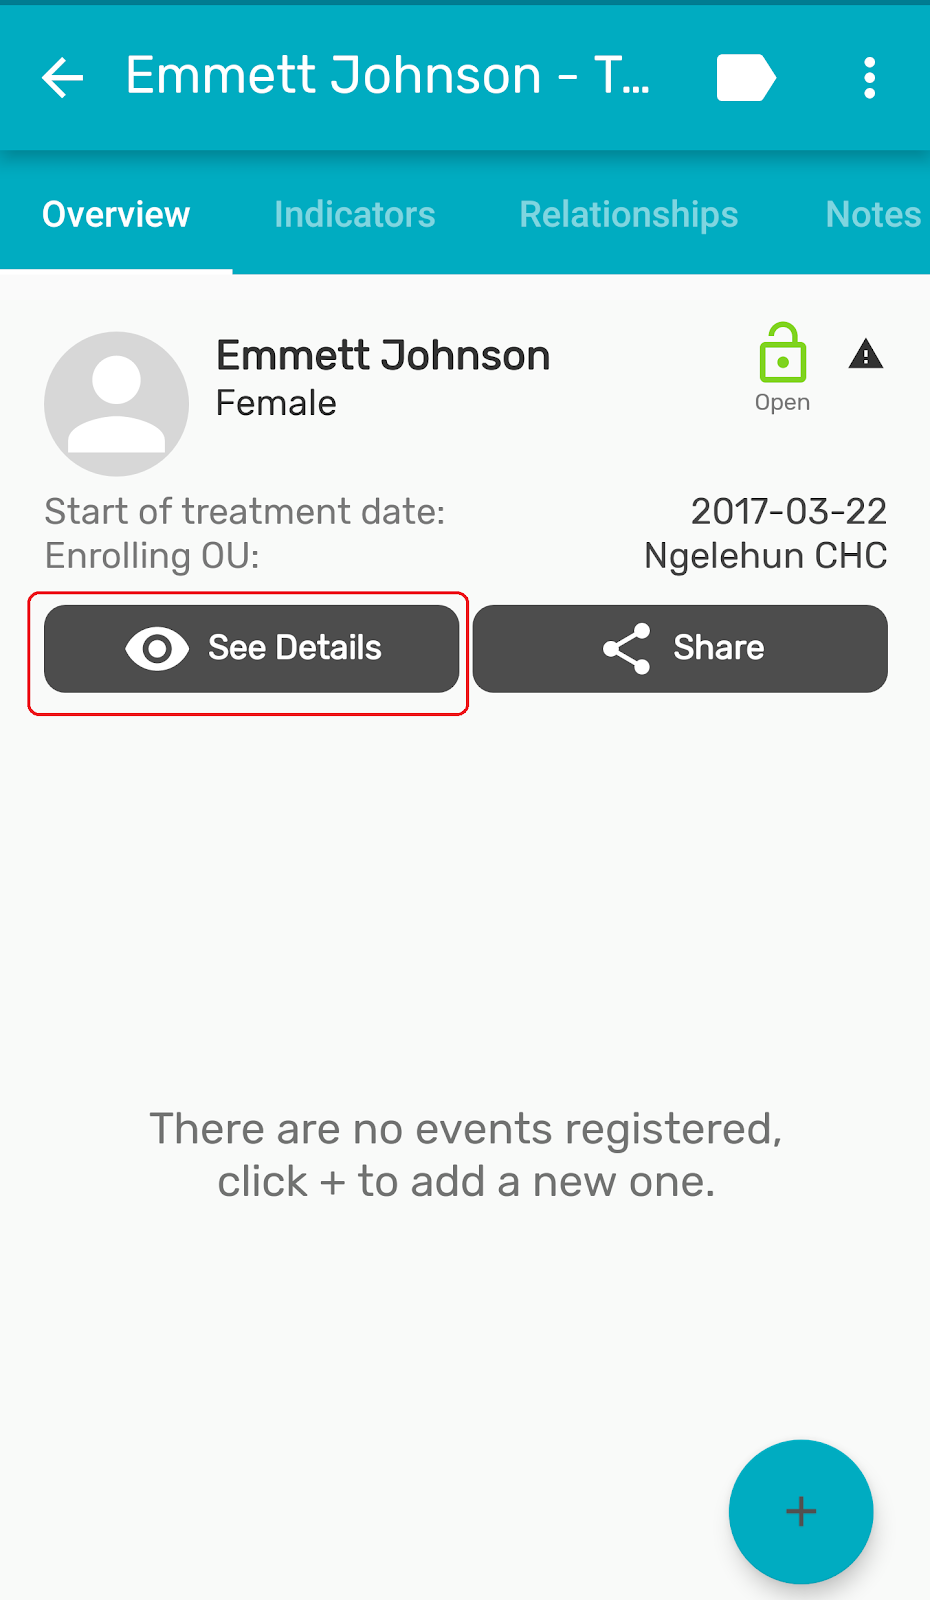 Emmett Johnson - T...
Overview Indicators Relationships Notes
Emmett Johnson
Female
Open
Start of treatment date: 2017-03-22
Enrolling OU: Ngelehun CHC
See Details Share
There are no events registered,
click + to add a new one.
+